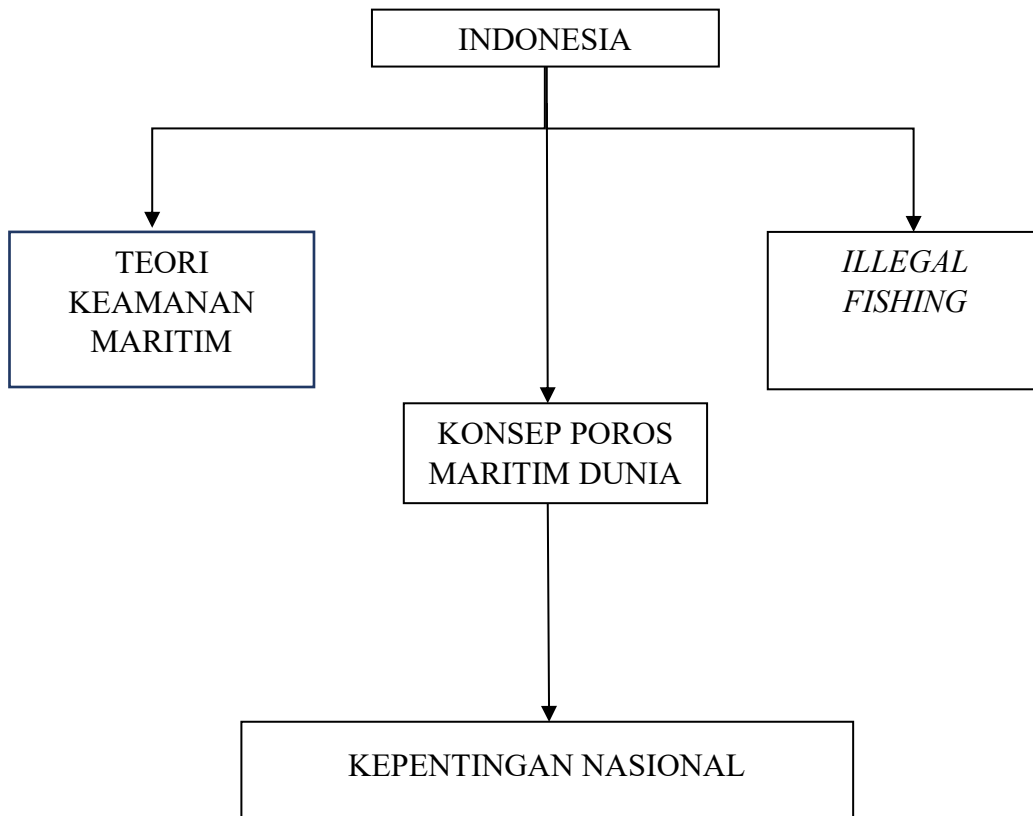 INDONESIA
TEORI
KEAMANAN
MARITIM
ILLEGAL
FISHING
KONSEP POROS
MARITIM DUNIA
KEPENTINGAN NASIONAL